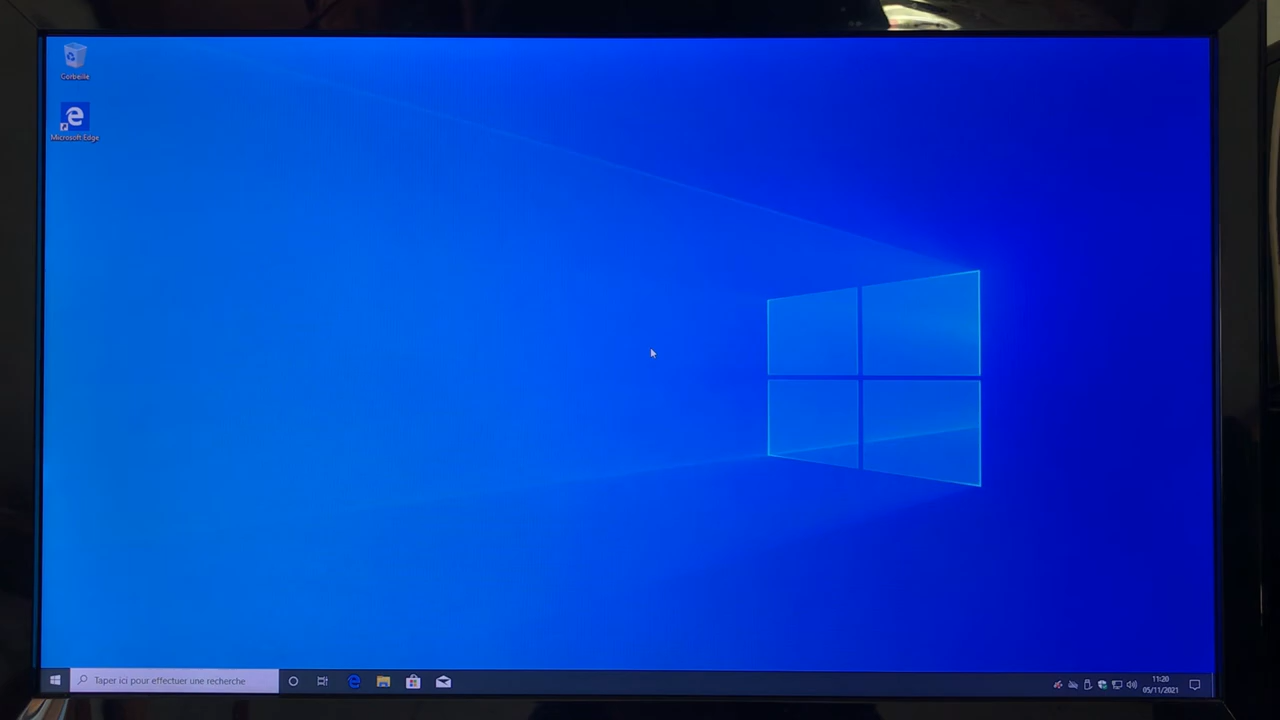 Corbeille
Microsoft Edge
Taper ici pour effectuer une recherche
11:20
05/11/2021